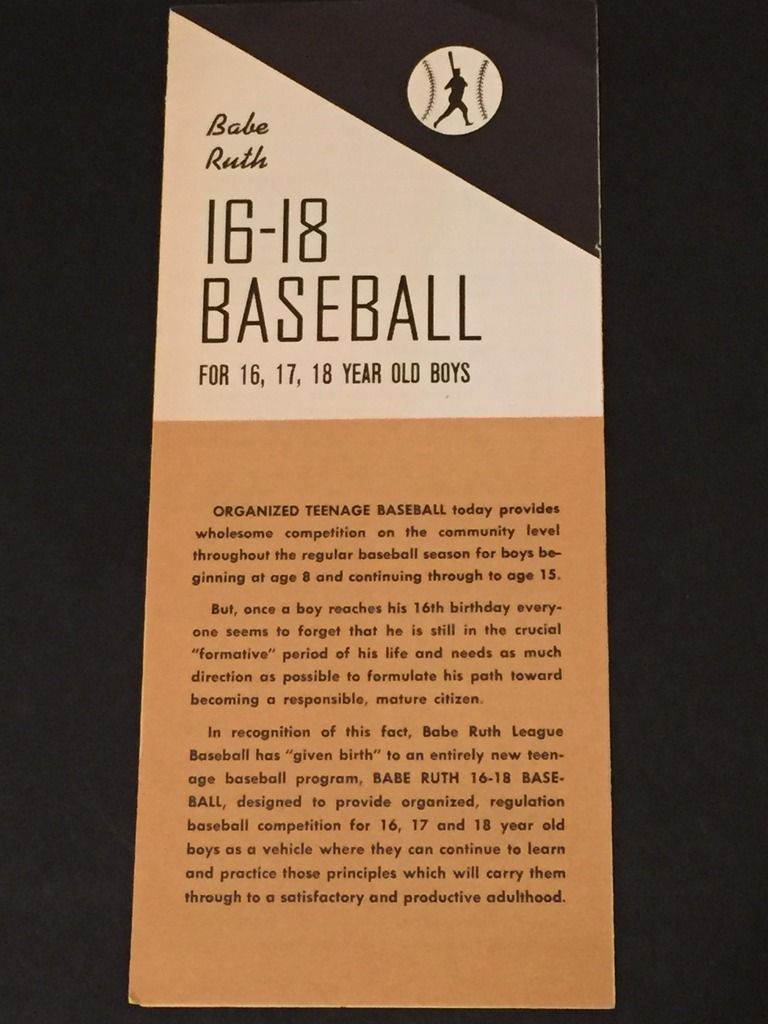 Babe
Ruth
16-18
BASEBALL
FOR 16, 17, 18 YEAR OLD BOYS
ORGANIZED TEENAGE BASEBALL today provides
wholesome competition on the community level
throughout the regular baseball season for boys be-
ginning at age 8 and continuing through to age 15.
But, once a boy reaches his 16th birthday every-
one seems to forget that he is still in the crucial
"formative" period of his life and needs as much
direction as possible to formulate his path toward
becoming a responsible, mature citizen.
In recognition of this fact, Babe Ruth League
Baseball has "given birth" to an entirely new teen-
age baseball program, BABE RUTH 16-18 BASE-
BALL, designed to provide organized, regulation
baseball competition for 16, 17 and 18 year old
boys as a vehicle where they can continue to learn
and practice those principles which will carry them
through to a satisfactory and productive adulthood.